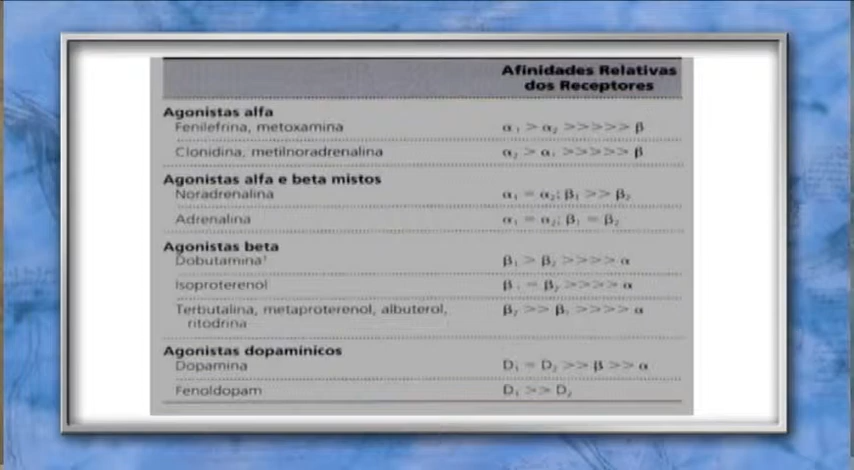 Afinidades Relativas
dos Receptores
Agonistas alfa
Fenilefrina, metoxamina α₁ > α₂ >>>>> β
Clonidina, metilnoradrenalina α₂ > α₁ >>>>> β
Agonistas alfa e beta mistos
Noradrenalina α₁ = α₂; β₁ >> β₂
Adrenalina α₁ = α₂; β₁ = β₂
Agonistas beta
Dobutamina¹ β₁ > β₂ >>>> α
Isoproterenol β₁ = β₂ >>>> α
Terbutalina, metaproterenol, albuterol, β₂ >> β₁ >>>> α
ritodrina
Agonistas dopamínicos
Dopamina D₁ = D₂ >> β >> α
Fenoldopam D₁ >> D₂